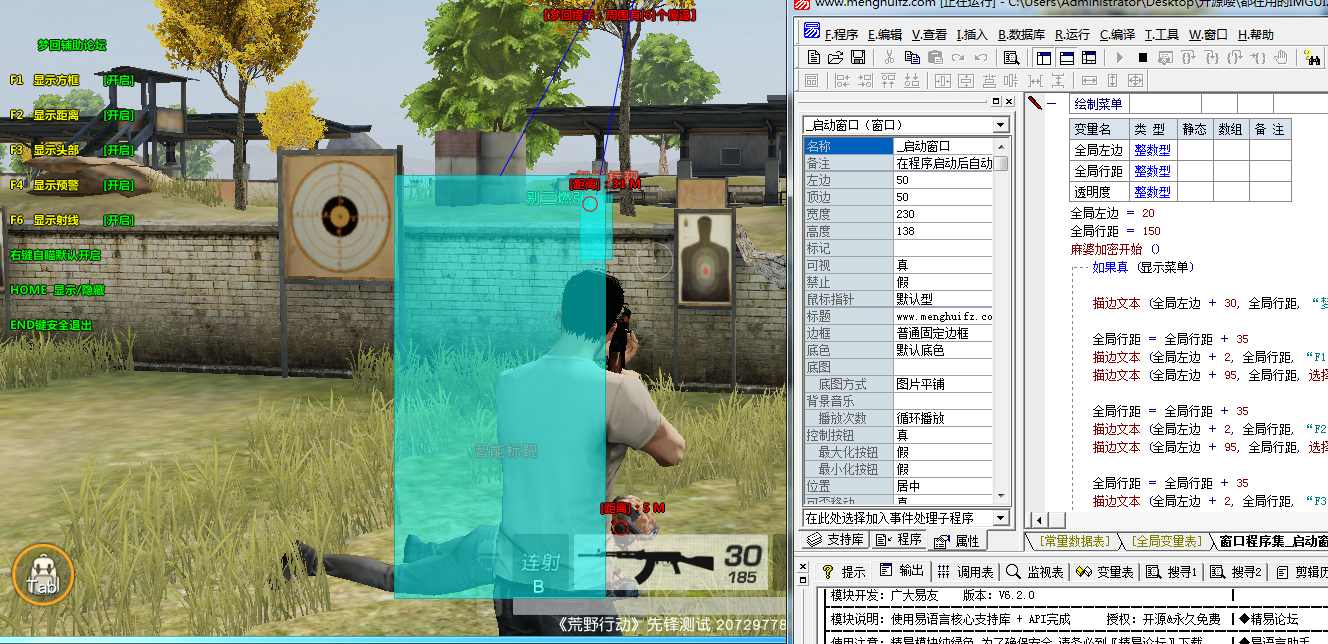 [梦回提示:周围有[6]个偵逻]
梦回辅助论坛
F1 显示方框 [开启]
F2 显示距离 [开启]
F3 显示头部 [开启]
F4 显示预警 [开启]
F6 显示射线 [开启]
右键自瞄默认开启
HOME 显示/隐藏
END键安全退出
[距离]:31 M
智能标靶
[距离]:5 M
连射
B
30
185
Tab
《荒野行动》先锋测试 20729778
www.menghuifz.com [正在运行] - C:\Users\Administrator\Desktop\开源喽\都在用的IMGUI
F.程序 E.编辑 V.查看 I.插入 D.数据库 R.运行 C.编译 T.工具 W.窗口 H.帮助
_启动窗口(窗口)
名称 _启动窗口
备注 在程序启动后自动
左边 50
顶边 50
宽度 230
高度 138
标记
可视 真
禁止 假
鼠标指针 默认型
标题 www.menghuifz.co
边框 普通固定边框
底色 默认底色
底图
底图方式 图片平铺
背景音乐
播放次数 循环播放
控制按钮 真
最大化按钮 假
最小化按钮 假
位置 居中
可否移动 真
在此处选择加入事件处理子程序
支持库 程序 属性
绘制菜单
变量名 类 型 静态 数组 备 注
全局左边 整数型
全局行距 整数型
透明度 整数型
全局左边 = 20
全局行距 = 150
麻婆加密开始 ()
如果真 (显示菜单)
描边文本 (全局左边 + 30, 全局行距, “梦
全局行距 = 全局行距 + 35
描边文本 (全局左边 + 2, 全局行距, “F1
描边文本 (全局左边 + 95, 全局行距, 选择
全局行距 = 全局行距 + 35
描边文本 (全局左边 + 2, 全局行距, “F2
描边文本 (全局左边 + 95, 全局行距, 选择
全局行距 = 全局行距 + 35
描边文本 (全局左边 + 2, 全局行距, “F3
[常量数据表] [全局变量表] 窗口程序集_启动窗
提示 输出 调用表 监视表 变量表 搜寻1 搜寻2 剪辑历
模块开发: 广大易友 版本: V6.2.0
模块说明: 使用易语言核心支持库 + API完成 授权: 开源&永久免费 ◆精易论坛